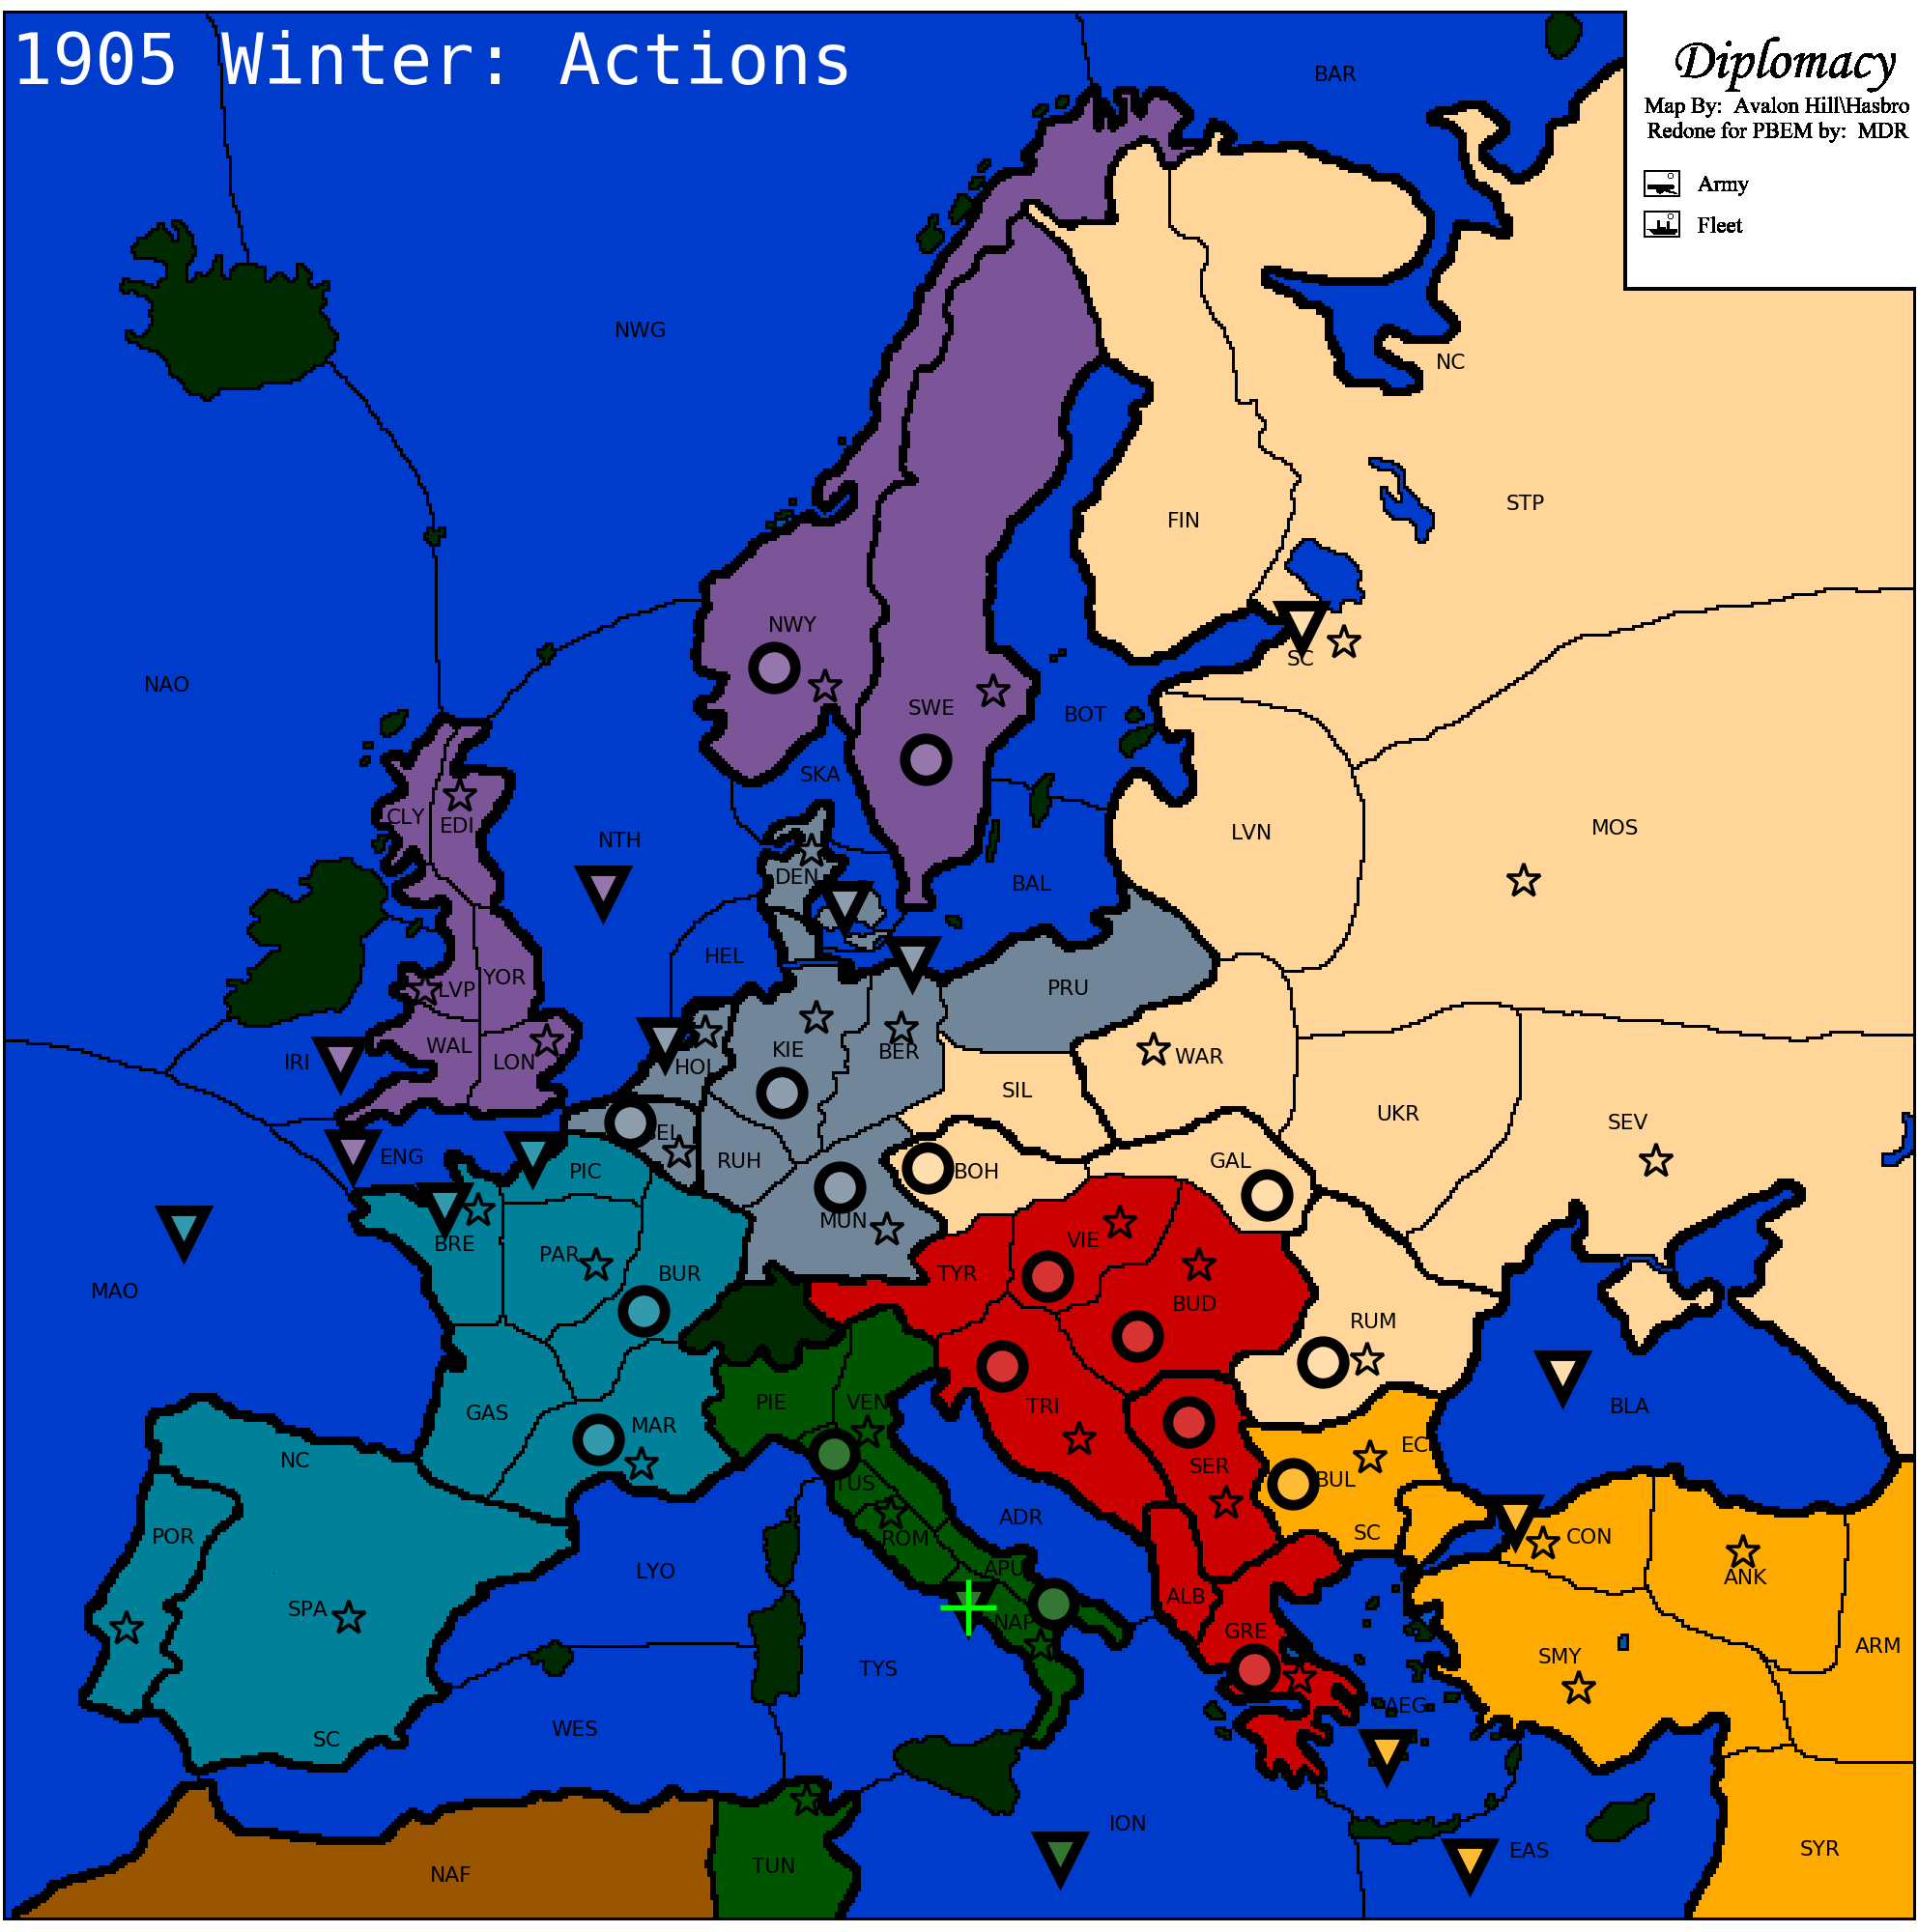 1905 Winter: Actions
Diplomacy
Map By: Avalon Hill\Hasbro
Redone for PBEM by: MDR
Army
Fleet
BAR
NWG
NC
STP
FIN
NAO
NWY
SC
SWE
BOT
SKA
CLY
EDI
NTH
LVN
MOS
DEN
BAL
HEL
YOR
LVP
PRU
WAL
LON
IRI
HOL
KIE
BER
WAR
SIL
UKR
SEV
ENG
PIC
RUH
BOH
GAL
MUN
BRE
PAR
BUR
VIE
TYR
MAO
BUD
RUM
GAS
MAR
PIE
VEN
TRI
BLA
NC
SER
EC
BUL
TUS
POR
ADR
SC
CON
ROM
LYO
APU
ANK
SPA
ALB
NAP
GRE
ARM
SMY
TYS
AEG
WES
SC
ION
EAS
SYR
TUN
NAF